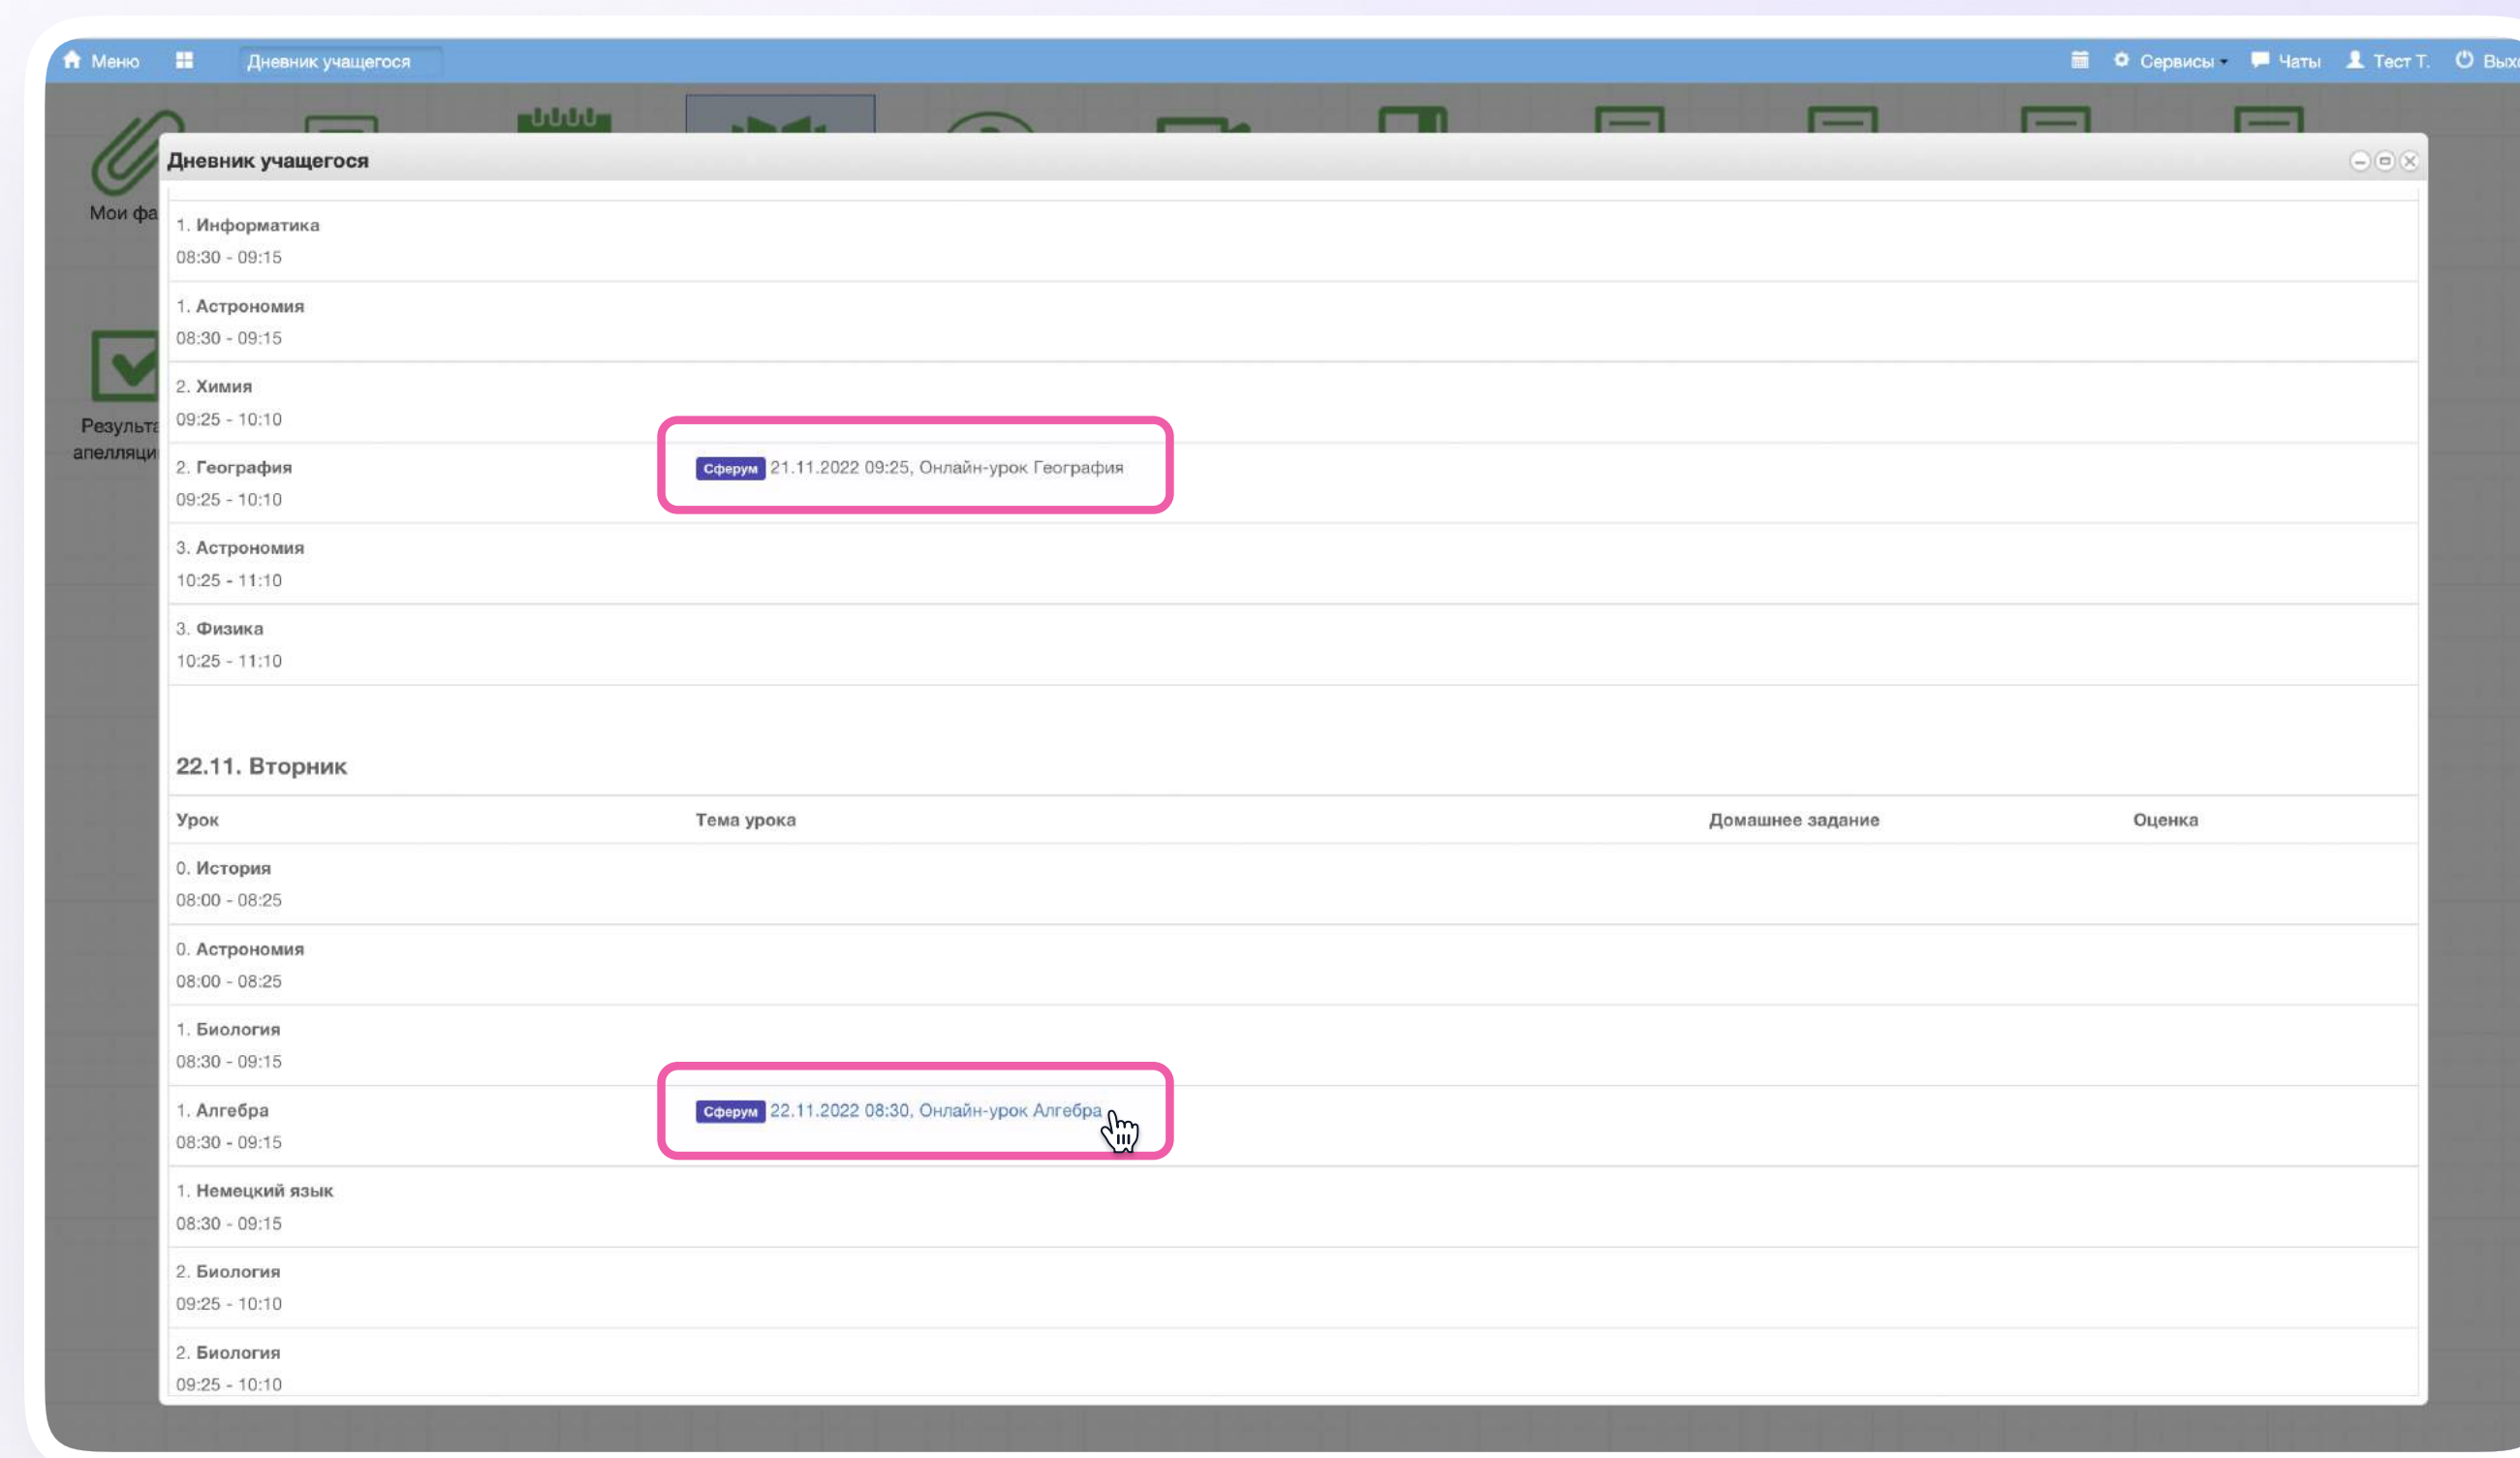 Меню Дневник учащегося Сервисы Чаты Тест Т.
Дневник учащегося
Мои
1. Информатика
08:30 - 09:15
1. Астрономия
08:30 - 09:15
2. Химия
09:25 - 10:10
2. География Сферум 21.11.2022 09:25, Онлайн-урок География
09:25 - 10:10
3. Астрономия
10:25 - 11:10
3. Физика
10:25 - 11:10
22.11. Вторник
Урок Тема урока Домашнее задание Оценка
0. История
08:00 - 08:25
0. Астрономия
08:00 - 08:25
1. Биология
08:30 - 09:15
1. Алгебра Сферум 22.11.2022 08:30, Онлайн-урок Алгебра
08:30 - 09:15
1. Немецкий язык
08:30 - 09:15
2. Биология
09:25 - 10:10
2. Биология
09:25 - 10:10